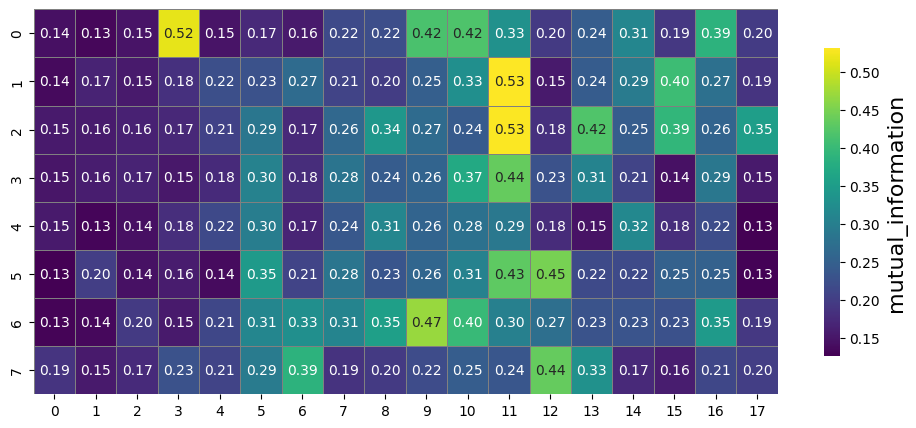 0 0.14 0.13 0.15 0.52 0.15 0.17 0.16 0.22 0.22 0.42 0.42 0.33 0.20 0.24 0.31 0.19 0.39 0.20
1 0.14 0.17 0.15 0.18 0.22 0.23 0.27 0.21 0.20 0.25 0.33 0.53 0.15 0.24 0.29 0.40 0.27 0.19
2 0.15 0.16 0.16 0.17 0.21 0.29 0.17 0.26 0.34 0.27 0.24 0.53 0.18 0.42 0.25 0.39 0.26 0.35
3 0.15 0.16 0.17 0.15 0.18 0.30 0.18 0.28 0.24 0.26 0.37 0.44 0.23 0.31 0.21 0.14 0.29 0.15
4 0.15 0.13 0.14 0.18 0.22 0.30 0.17 0.24 0.31 0.26 0.28 0.29 0.18 0.15 0.32 0.18 0.22 0.13
5 0.13 0.20 0.14 0.16 0.14 0.35 0.21 0.28 0.23 0.26 0.31 0.43 0.45 0.22 0.22 0.25 0.25 0.13
6 0.13 0.14 0.20 0.15 0.21 0.31 0.33 0.31 0.35 0.47 0.40 0.30 0.27 0.23 0.23 0.23 0.35 0.19
7 0.19 0.15 0.17 0.23 0.21 0.29 0.39 0.19 0.20 0.22 0.25 0.24 0.44 0.33 0.17 0.16 0.21 0.20
0 1 2 3 4 5 6 7 8 9 10 11 12 13 14 15 16 17
0.50
0.45
0.40
0.35
0.30
0.25
0.20
0.15
mutual_information